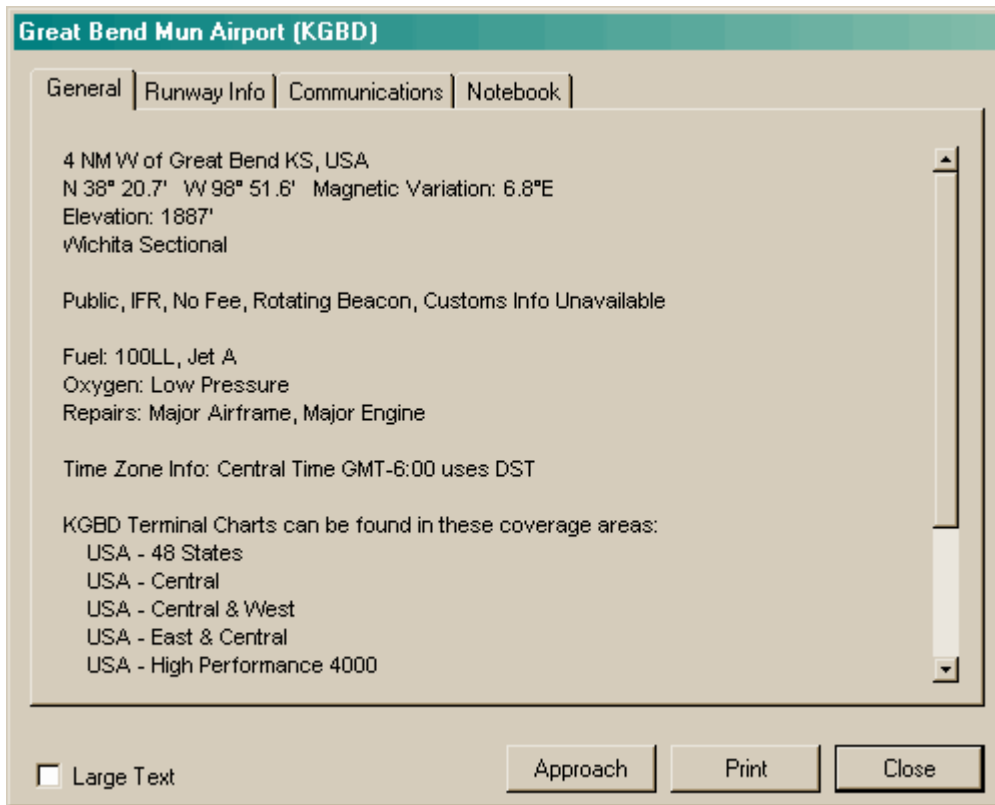 Great Bend Mun Airport (KGBD)
General Runway Info Communications Notebook
4 NM W of Great Bend KS, USA
N 38° 20.7' W 98° 51.6' Magnetic Variation: 6.8°E
Elevation: 1887'
Wichita Sectional
Public, IFR, No Fee, Rotating Beacon, Customs Info Unavailable
Fuel: 100LL, Jet A
Oxygen: Low Pressure
Repairs: Major Airframe, Major Engine
Time Zone Info: Central Time GMT-6:00 uses DST
KGBD Terminal Charts can be found in these coverage areas:
USA - 48 States
USA - Central
USA - Central & West
USA - East & Central
USA - High Performance 4000
Large Text Approach Print Close